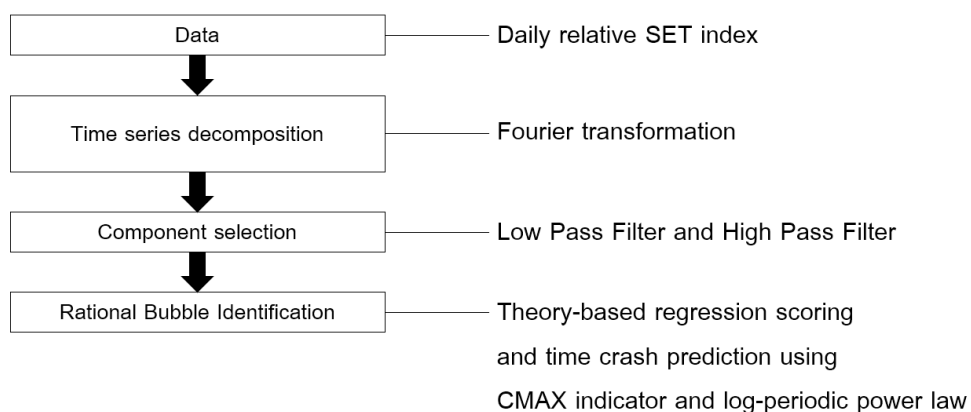 Data
Daily relative SET index
Time series decomposition
Fourier transformation
Component selection
Low Pass Filter and High Pass Filter
Rational Bubble Identification
Theory-based regression scoring
and time crash prediction using
CMAX indicator and log-periodic power law